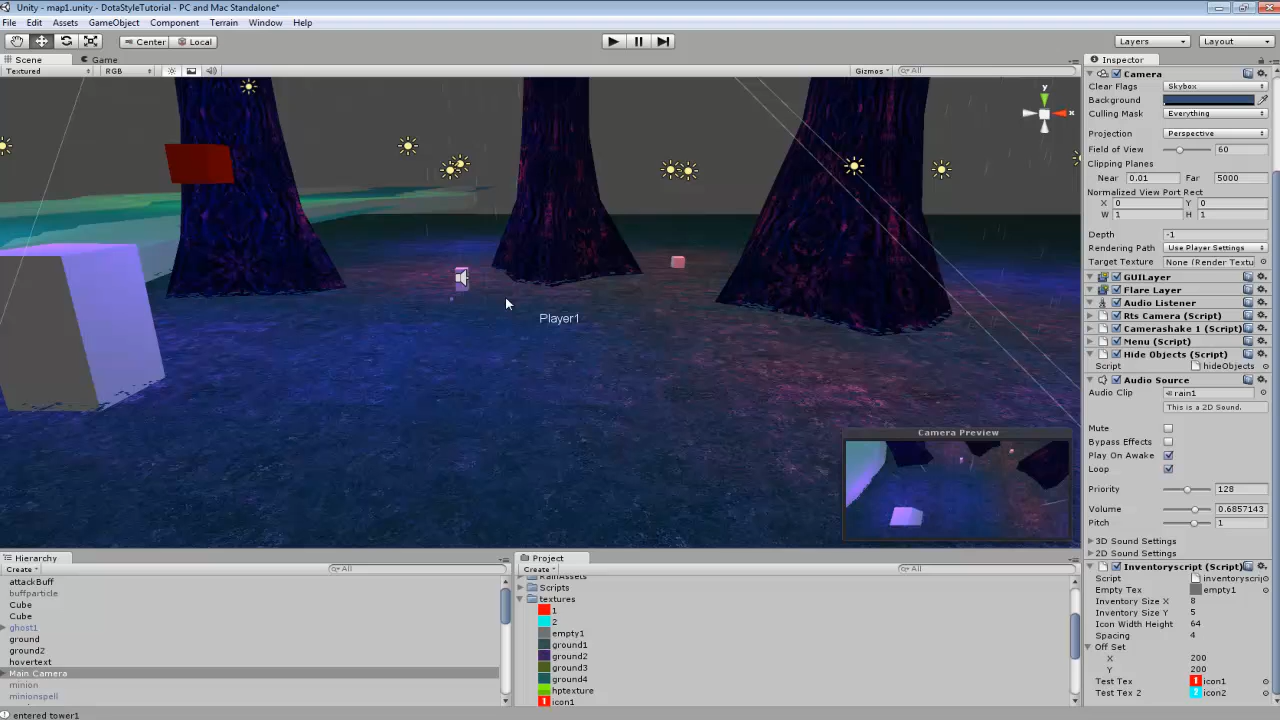 Unity - map1.unity - DotaStyleTutorial - PC and Mac Standalone*
File Edit Assets GameObject Component Terrain Window Help
Center Local
Layers Layout
Scene Game
Textured RGB Gizmos All
Player1
Camera Preview
Inspector
Camera
Clear Flags Skybox
Background
Culling Mask Everything
Projection Perspective
Field of View 60
Clipping Planes
Near 0.01 Far 5000
Normalized View Port Rect
X 0 Y 0
W 1 H 1
Depth -1
Rendering Path Use Player Settings
Target Texture None (Render Textu
GUILayer
Flare Layer
Audio Listener
Rts Camera (Script)
Camerashake 1 (Script)
Menu (Script)
Hide Objects (Script)
Script hideObjects
Audio Source
Audio Clip rain1
This is a 2D Sound.
Mute
Bypass Effects
Play On Awake
Loop
Priority 128
Volume 0.6857143
Pitch 1
3D Sound Settings
2D Sound Settings
Inventoryscript (Script)
Script inventoryscrip
Empty Tex empty1
Inventory Size X 8
Inventory Size Y 5
Icon Width Height 64
Spacing 4
Off Set
X 200
Y 200
Test Tex icon1
Test Tex 2 icon2
Hierarchy
Create All
attackBuff
buffparticle
Cube
Cube
ghost1
ground
ground2
hovertext
Main Camera
minion
minionspell
Project
Create All
RainAssets
Scripts
textures
1
2
empty1
ground1
ground2
ground3
ground4
hptexture
icon1
entered tower1